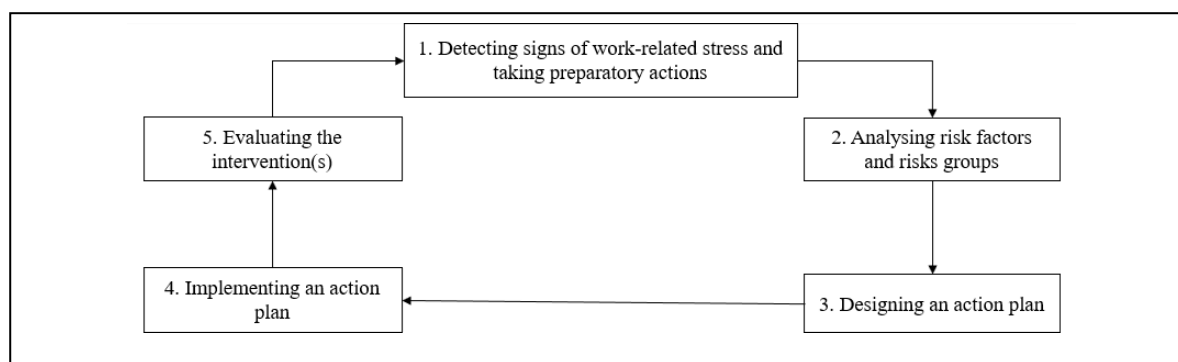 1. Detecting signs of work-related stress and
taking preparatory actions
2. Analysing risk factors
and risks groups
3. Designing an action plan
4. Implementing an action
plan
5. Evaluating the
intervention(s)